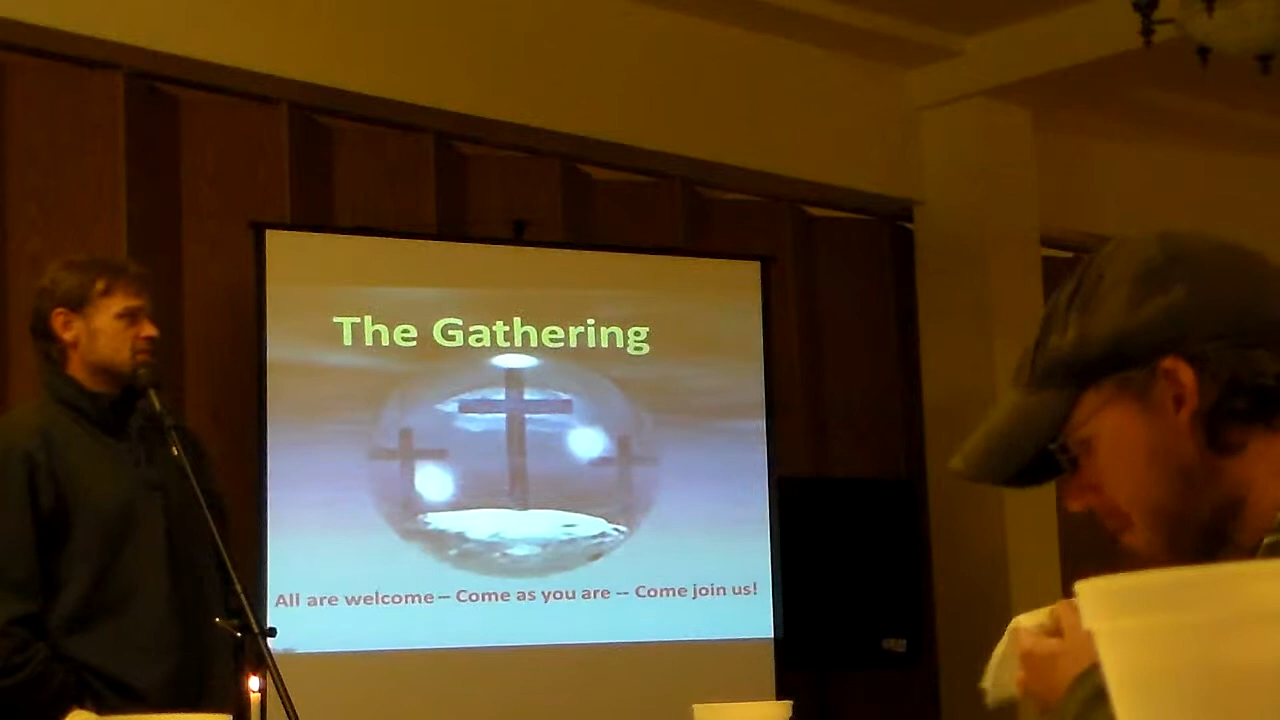 The Gathering
All are welcome – Come as you are -- Come join us!